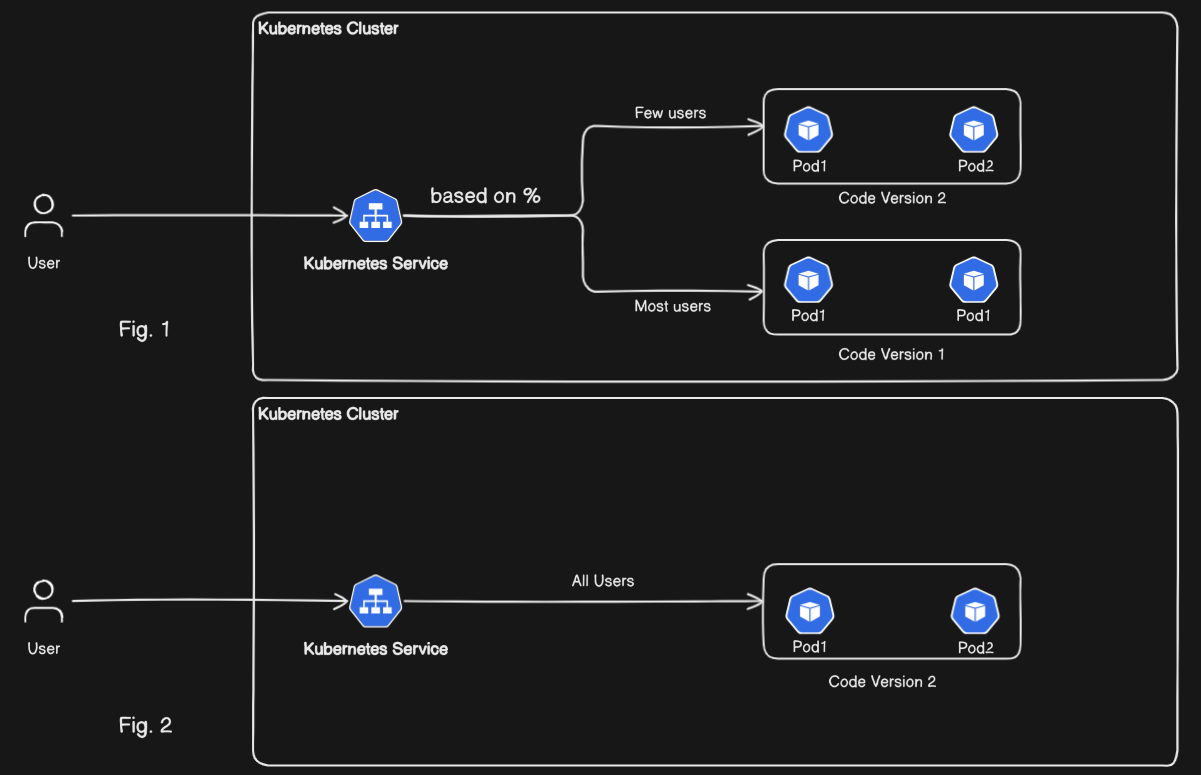 Kubernetes Cluster
Few users
Pod1
Pod2
Code Version 2
based on %
User
Kubernetes Service
Most users
Pod1
Pod1
Code Version 1
Fig. 1
Kubernetes Cluster
All Users
User
Kubernetes Service
Pod1
Pod2
Code Version 2
Fig. 2